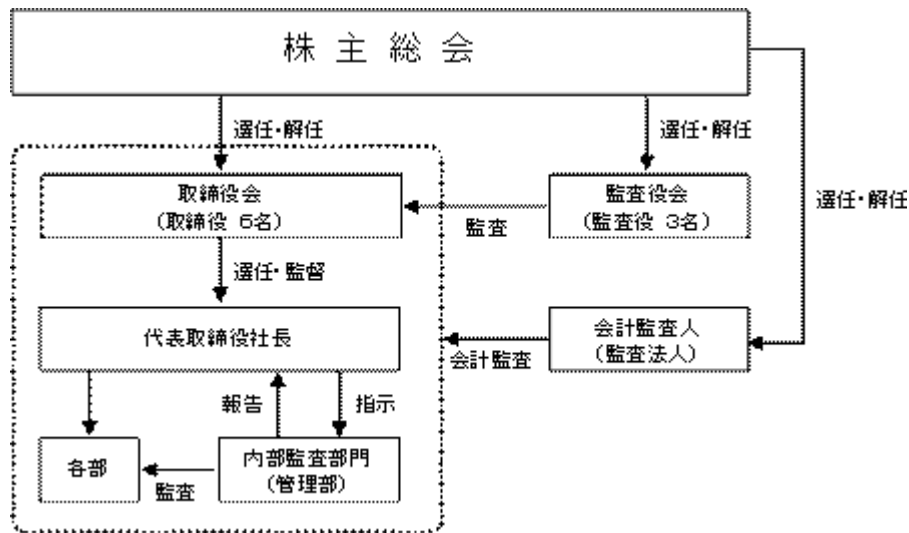 株主総会
選任・解任
選任・解任
選任・解任
取締役会
(取締役 6名)
監査
監査役会
(監査役 3名)
選任・監督
代表取締役社長
会計監査
会計監査人
(監査法人)
報告
指示
各部
監査
内部監査部門
(管理部)